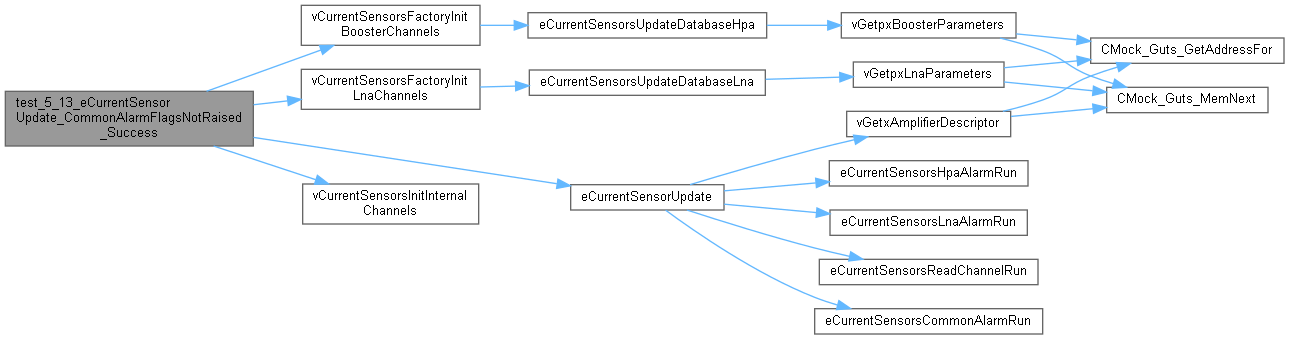 test_5_13_eCurrentSensor
Update_CommonAlarmFlagsNotRaised
_Success
vCurrentSensorsFactoryInit
BoosterChannels
vCurrentSensorsFactoryInit
LnaChannels
vCurrentSensorsInitInternal
Channels
eCurrentSensorsUpdateDatabaseHpa
eCurrentSensorsUpdateDatabaseLna
eCurrentSensorUpdate
vGetpxBoosterParameters
vGetpxLnaParameters
vGetxAmplifierDescriptor
eCurrentSensorsHpaAlarmRun
eCurrentSensorsLnaAlarmRun
eCurrentSensorsReadChannelRun
eCurrentSensorsCommonAlarmRun
CMock_Guts_GetAddressFor
CMock_Guts_MemNext